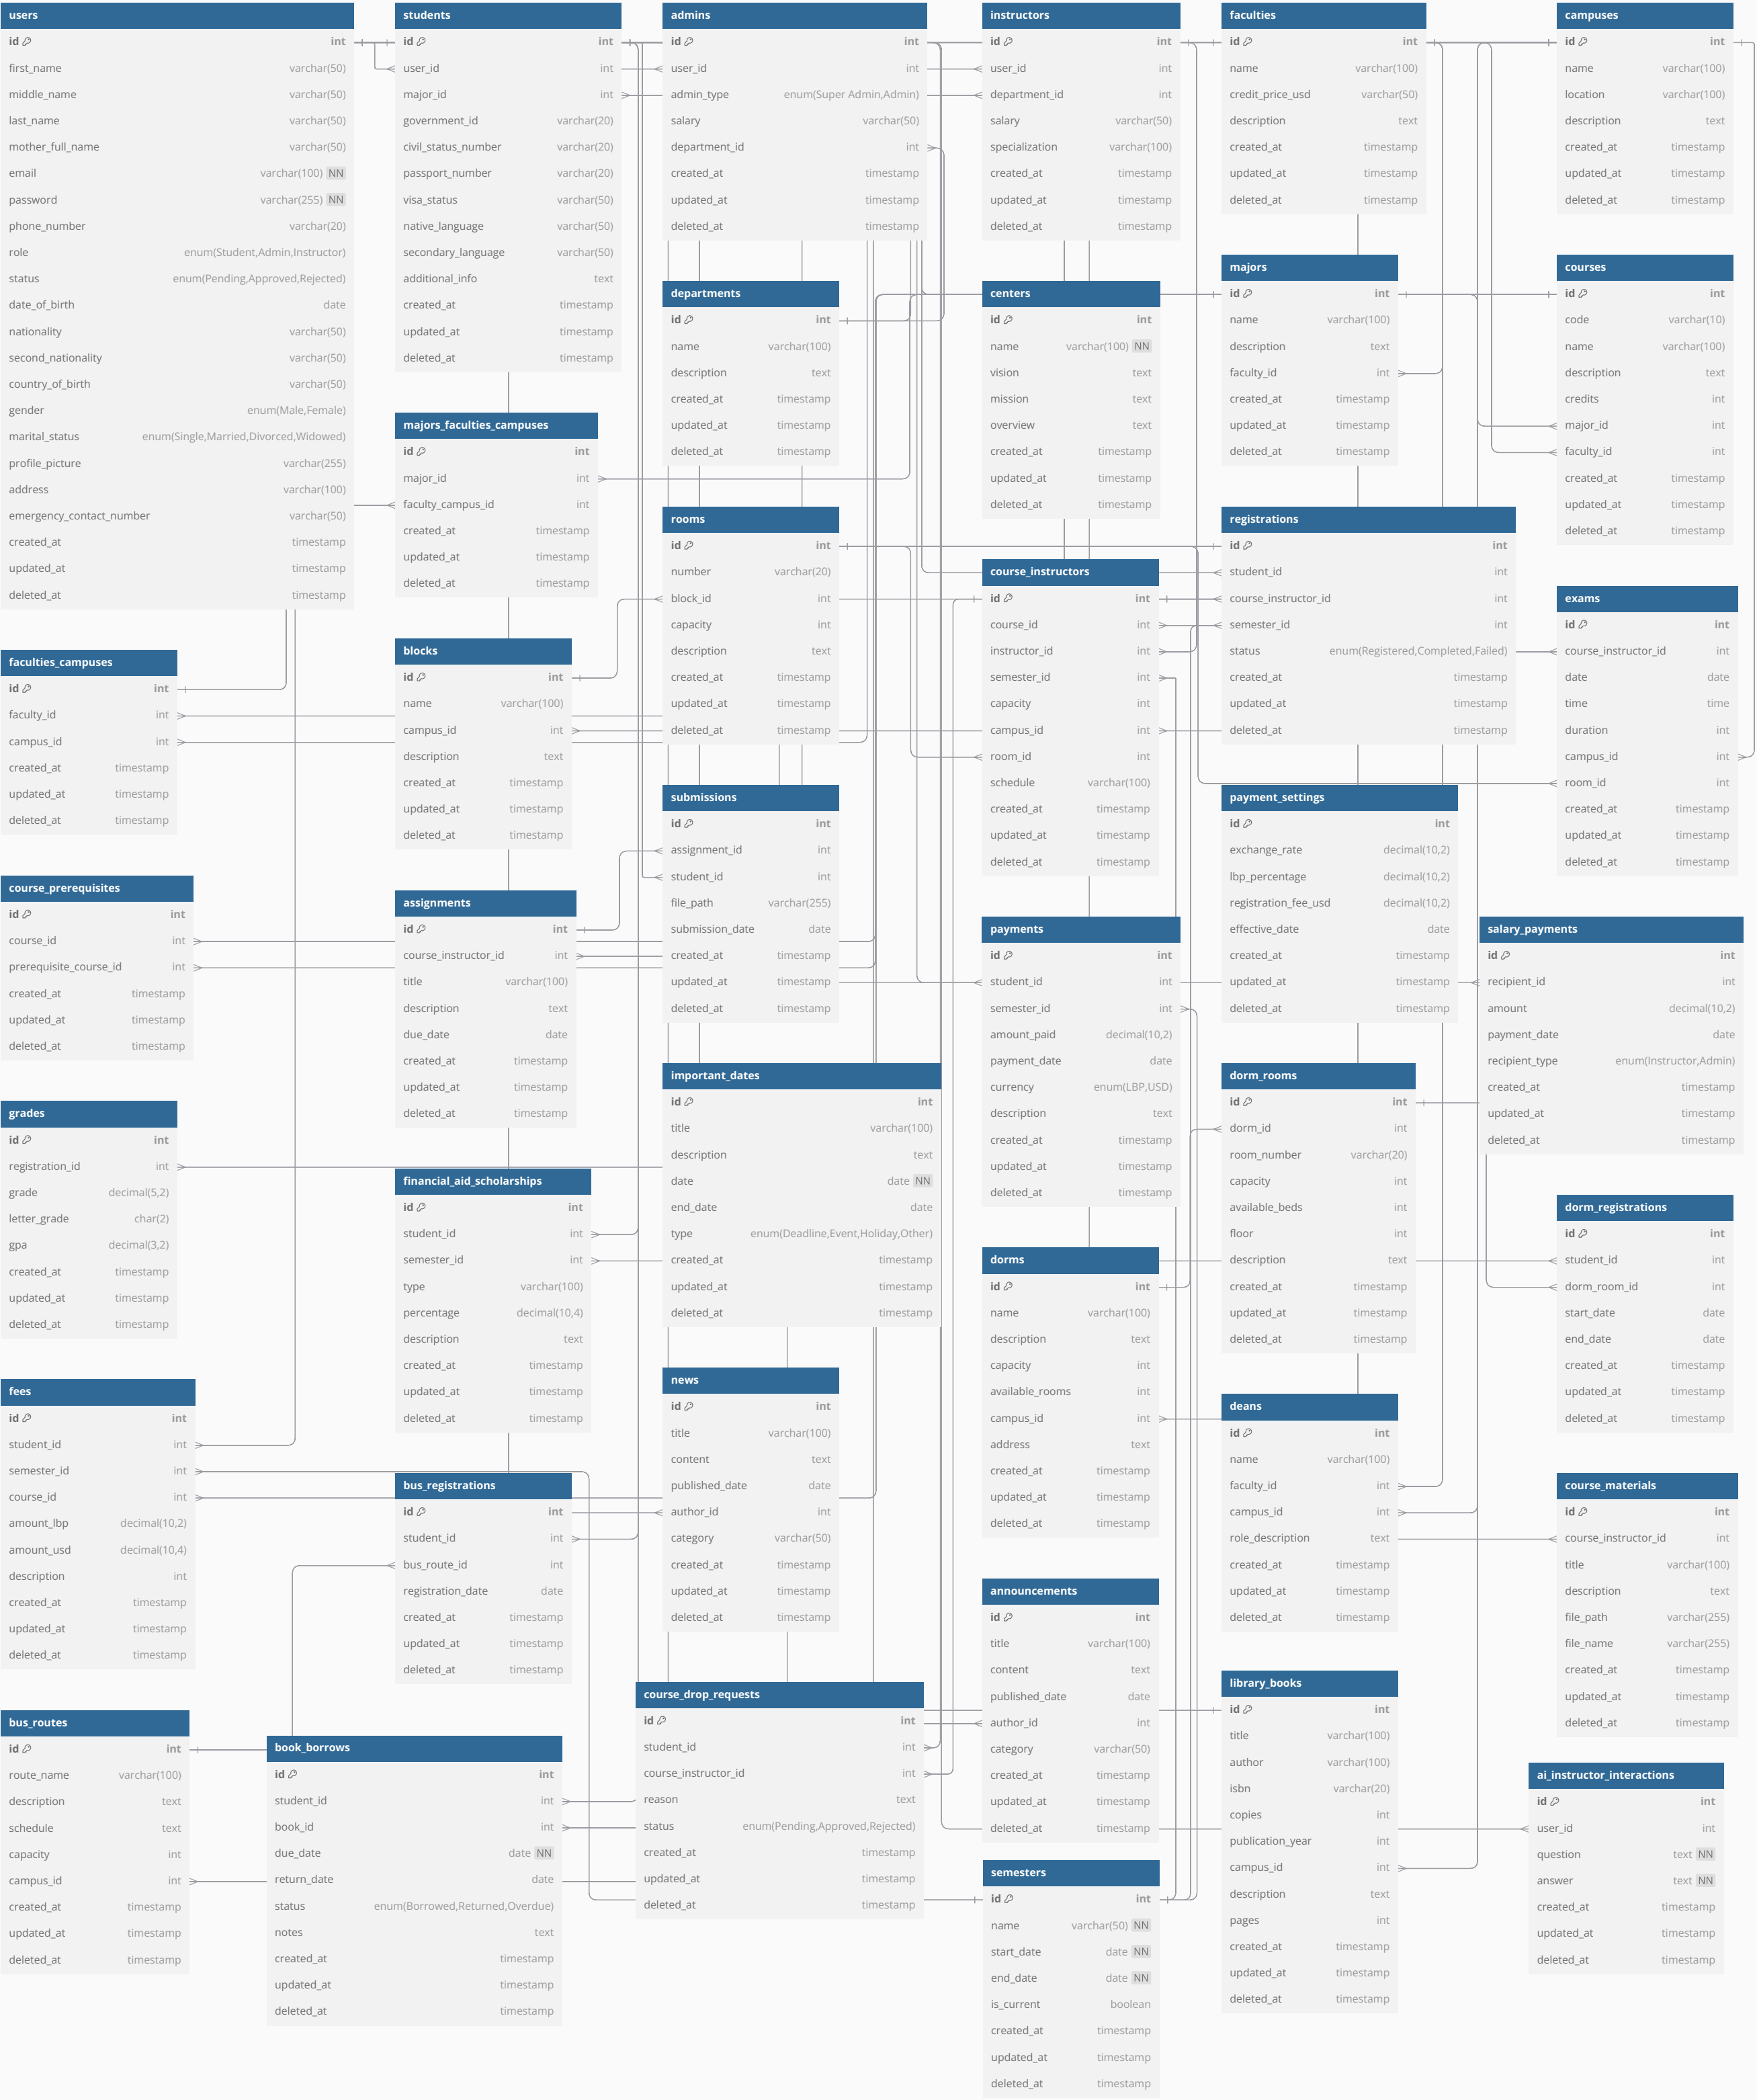 users
id int
first_name varchar(50)
middle_name varchar(50)
last_name varchar(50)
mother_full_name varchar(50)
email varchar(100) NN
password varchar(255) NN
phone_number varchar(20)
role enum(Student,Admin,Instructor)
status enum(Pending,Approved,Rejected)
date_of_birth date
nationality varchar(50)
second_nationality varchar(50)
country_of_birth varchar(50)
gender enum(Male,Female)
marital_status enum(Single,Married,Divorced,Widowed)
profile_picture varchar(255)
address varchar(100)
emergency_contact_number varchar(50)
created_at timestamp
updated_at timestamp
deleted_at timestamp
faculties_campuses
id int
faculty_id int
campus_id int
created_at timestamp
updated_at timestamp
deleted_at timestamp
course_prerequisites
id int
course_id int
prerequisite_course_id int
created_at timestamp
updated_at timestamp
deleted_at timestamp
grades
id int
registration_id int
grade decimal(5,2)
letter_grade char(2)
gpa decimal(3,2)
created_at timestamp
updated_at timestamp
deleted_at timestamp
fees
id int
student_id int
semester_id int
course_id int
amount_lbp decimal(10,2)
amount_usd decimal(10,4)
description int
created_at timestamp
updated_at timestamp
deleted_at timestamp
bus_routes
id int
route_name varchar(100)
description text
schedule text
capacity int
campus_id int
created_at timestamp
updated_at timestamp
deleted_at timestamp
students
id int
user_id int
major_id int
government_id varchar(20)
civil_status_number varchar(20)
passport_number varchar(20)
visa_status varchar(50)
native_language varchar(50)
secondary_language varchar(50)
additional_info text
created_at timestamp
updated_at timestamp
deleted_at timestamp
majors_faculties_campuses
id int
major_id int
faculty_campus_id int
created_at timestamp
updated_at timestamp
deleted_at timestamp
blocks
id int
name varchar(100)
campus_id int
description text
created_at timestamp
updated_at timestamp
deleted_at timestamp
assignments
id int
course_instructor_id int
title varchar(100)
description text
due_date date
created_at timestamp
updated_at timestamp
deleted_at timestamp
financial_aid_scholarships
id int
student_id int
semester_id int
type varchar(100)
percentage decimal(10,4)
description text
created_at timestamp
updated_at timestamp
deleted_at timestamp
bus_registrations
id int
student_id int
bus_route_id int
registration_date date
created_at timestamp
updated_at timestamp
deleted_at timestamp
book_borrows
id int
student_id int
book_id int
due_date date NN
return_date date
status enum(Borrowed,Returned,Overdue)
notes text
created_at timestamp
updated_at timestamp
deleted_at timestamp
admins
id int
user_id int
admin_type enum(Super Admin,Admin)
salary varchar(50)
department_id int
created_at timestamp
updated_at timestamp
deleted_at timestamp
departments
id int
name varchar(100)
description text
created_at timestamp
updated_at timestamp
deleted_at timestamp
rooms
id int
number varchar(20)
block_id int
capacity int
description text
created_at timestamp
updated_at timestamp
deleted_at timestamp
submissions
id int
assignment_id int
student_id int
file_path varchar(255)
submission_date date
created_at timestamp
updated_at timestamp
deleted_at timestamp
important_dates
id int
title varchar(100)
description text
date date NN
end_date date
type enum(Deadline,Event,Holiday,Other)
created_at timestamp
updated_at timestamp
deleted_at timestamp
news
id int
title varchar(100)
content text
published_date date
author_id int
category varchar(50)
created_at timestamp
updated_at timestamp
deleted_at timestamp
course_drop_requests
id int
student_id int
course_instructor_id int
reason text
status enum(Pending,Approved,Rejected)
created_at timestamp
updated_at timestamp
deleted_at timestamp
instructors
id int
user_id int
department_id int
salary varchar(50)
specialization varchar(100)
created_at timestamp
updated_at timestamp
deleted_at timestamp
centers
id int
name varchar(100) NN
vision text
mission text
overview text
created_at timestamp
updated_at timestamp
deleted_at timestamp
course_instructors
id int
course_id int
instructor_id int
semester_id int
capacity int
campus_id int
room_id int
schedule varchar(100)
created_at timestamp
updated_at timestamp
deleted_at timestamp
payments
id int
student_id int
semester_id int
amount_paid decimal(10,2)
payment_date date
currency enum(LBP,USD)
description text
created_at timestamp
updated_at timestamp
deleted_at timestamp
dorms
id int
name varchar(100)
description text
capacity int
available_rooms int
campus_id int
address text
created_at timestamp
updated_at timestamp
deleted_at timestamp
announcements
id int
title varchar(100)
content text
published_date date
author_id int
category varchar(50)
created_at timestamp
updated_at timestamp
deleted_at timestamp
semesters
id int
name varchar(50) NN
start_date date NN
end_date date NN
is_current boolean
created_at timestamp
updated_at timestamp
deleted_at timestamp
faculties
id int
name varchar(100)
credit_price_usd varchar(50)
description text
created_at timestamp
updated_at timestamp
deleted_at timestamp
majors
id int
name varchar(100)
description text
faculty_id int
created_at timestamp
updated_at timestamp
deleted_at timestamp
registrations
id int
student_id int
course_instructor_id int
semester_id int
status enum(Registered,Completed,Failed)
created_at timestamp
updated_at timestamp
deleted_at timestamp
payment_settings
id int
exchange_rate decimal(10,2)
lbp_percentage decimal(10,2)
registration_fee_usd decimal(10,2)
effective_date date
created_at timestamp
updated_at timestamp
deleted_at timestamp
dorm_rooms
id int
dorm_id int
room_number varchar(20)
capacity int
available_beds int
floor int
description text
created_at timestamp
updated_at timestamp
deleted_at timestamp
deans
id int
name varchar(100)
faculty_id int
campus_id int
role_description text
created_at timestamp
updated_at timestamp
deleted_at timestamp
library_books
id int
title varchar(100)
author varchar(100)
isbn varchar(20)
copies int
publication_year int
campus_id int
description text
pages int
created_at timestamp
updated_at timestamp
deleted_at timestamp
campuses
id int
name varchar(100)
location varchar(100)
description text
created_at timestamp
updated_at timestamp
deleted_at timestamp
courses
id int
code varchar(10)
name varchar(100)
description text
credits int
major_id int
faculty_id int
created_at timestamp
updated_at timestamp
deleted_at timestamp
exams
id int
course_instructor_id int
date date
time time
duration int
campus_id int
room_id int
created_at timestamp
updated_at timestamp
deleted_at timestamp
salary_payments
id int
recipient_id int
amount decimal(10,2)
payment_date date
recipient_type enum(Instructor,Admin)
created_at timestamp
updated_at timestamp
deleted_at timestamp
dorm_registrations
id int
student_id int
dorm_room_id int
start_date date
end_date date
created_at timestamp
updated_at timestamp
deleted_at timestamp
course_materials
id int
course_instructor_id int
title varchar(100)
description text
file_path varchar(255)
file_name varchar(255)
created_at timestamp
updated_at timestamp
deleted_at timestamp
ai_instructor_interactions
id int
user_id int
question text NN
answer text NN
created_at timestamp
updated_at timestamp
deleted_at timestamp